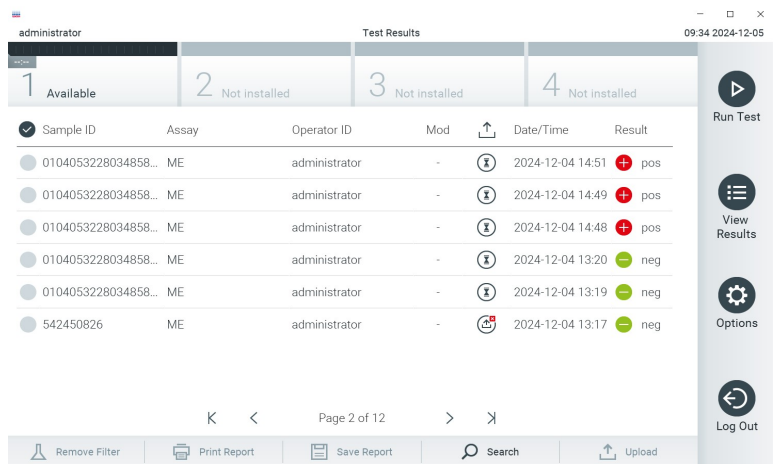 administrator Test Results 09:34 2024-12-05
--:--
1 Available 2 Not installed 3 Not installed 4 Not installed
Sample ID Assay Operator ID Mod Date/Time Result
0104053228034858... ME administrator - 2024-12-04 14:51 pos
0104053228034858... ME administrator - 2024-12-04 14:49 pos
0104053228034858... ME administrator - 2024-12-04 14:48 pos
0104053228034858... ME administrator - 2024-12-04 13:20 neg
0104053228034858... ME administrator - 2024-12-04 13:19 neg
542450826 ME administrator - 2024-12-04 13:17 neg
Page 2 of 12
Remove Filter Print Report Save Report Search Upload
Run Test
View
Results
Options
Log Out